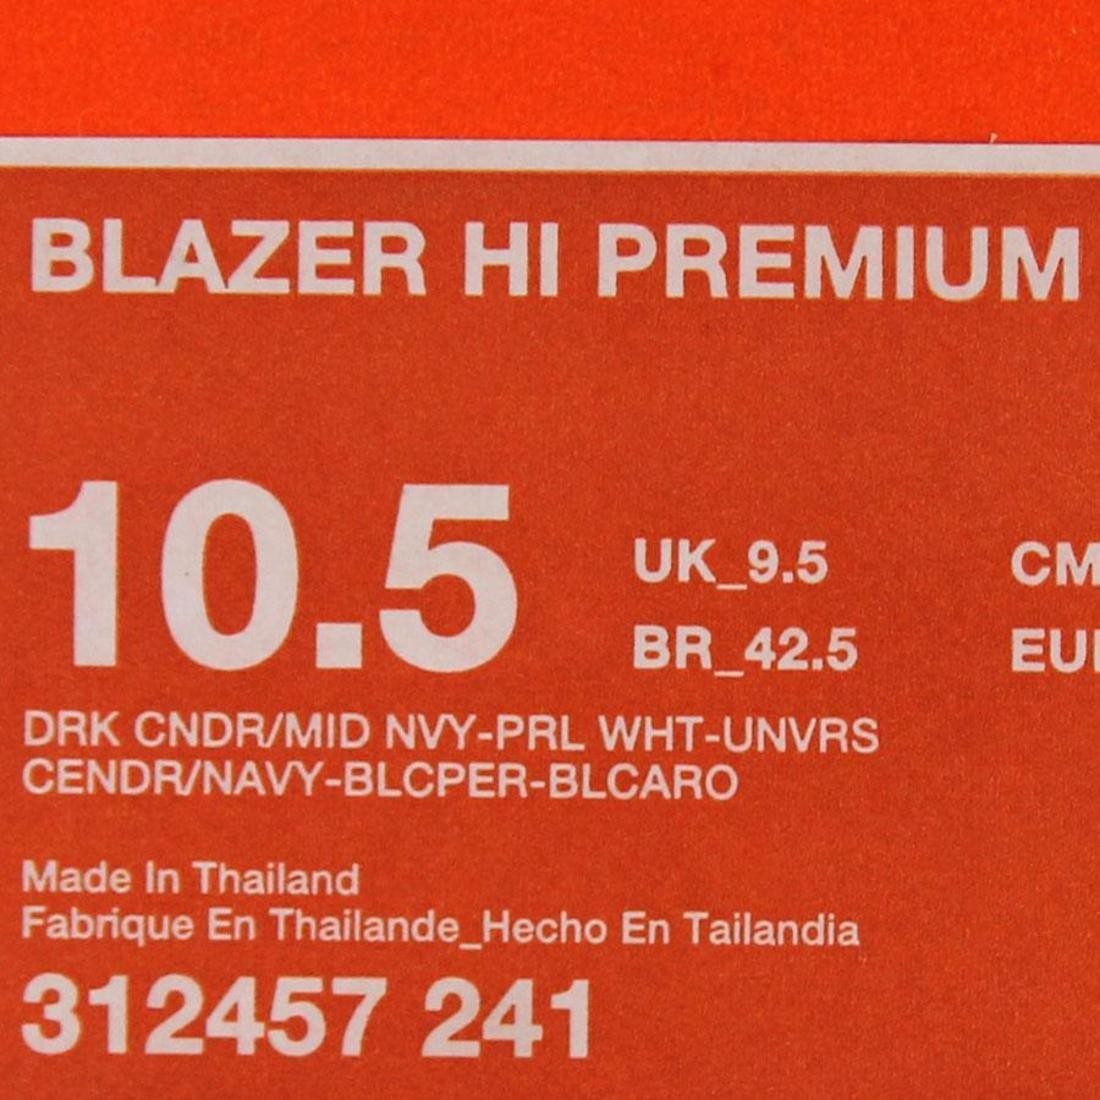 BLAZER HI PREMIUM
10.5
UK_9.5
CM
BR_42.5
DRK CNDR/MID NVY-PRL WHT-UNVRS
CENDR/NAVY-BLCPER-BLCARO
Made In Thailand
Fabrique En Thailande_Hecho En Tailandia
312457 241